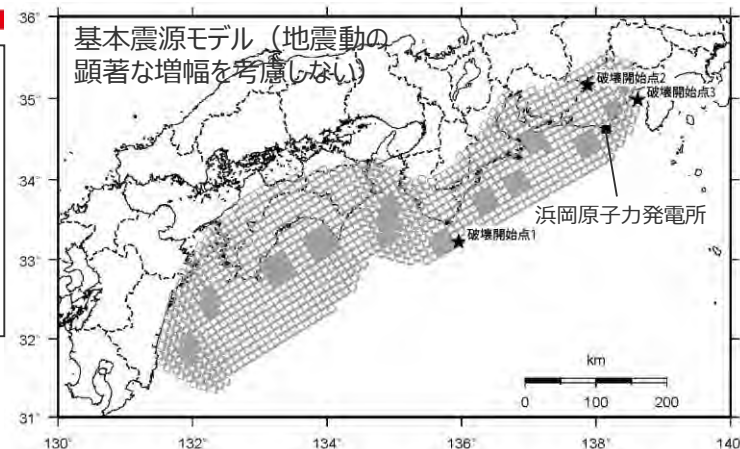 基本震源モデル（地震動の
顕著な増幅を考慮しない）
破壊開始点2
破壊開始点3
浜岡原子力発電所
破壊開始点1
km
0 100 200
36°
35°
34°
33°
32°
31°
130° 132° 134° 136° 138° 140°